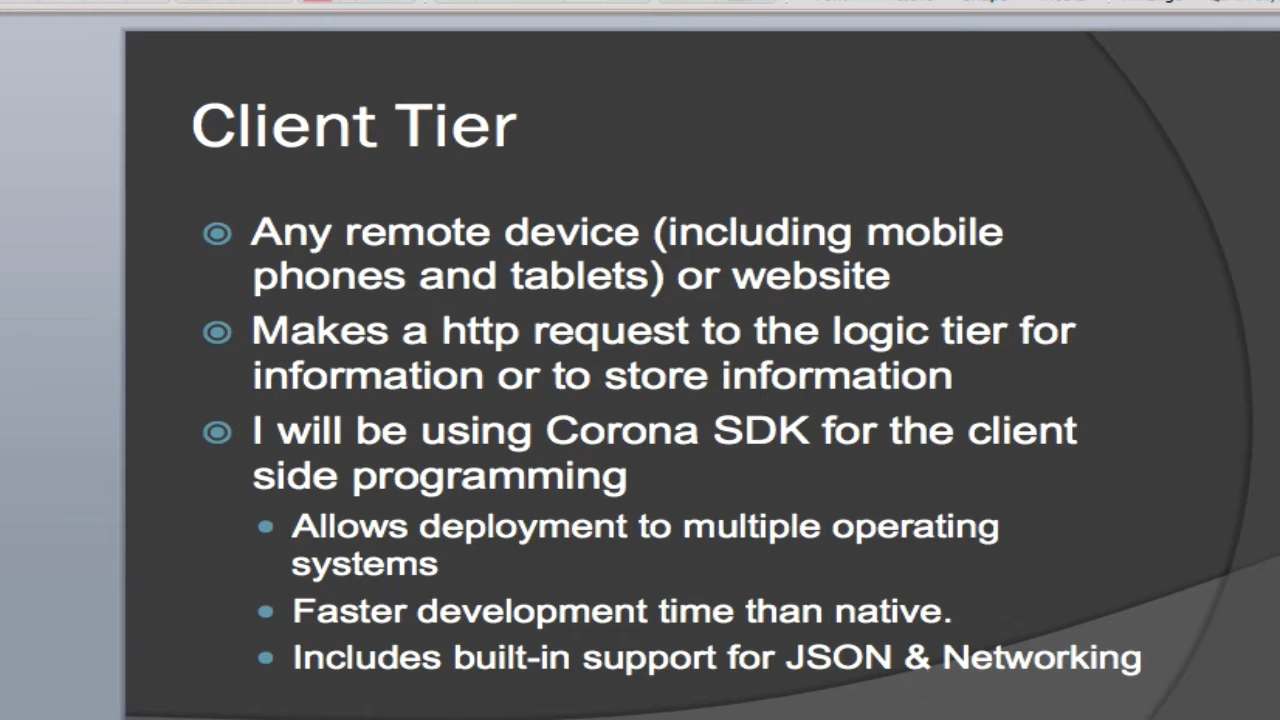 Client Tier
Any remote device (including mobile
phones and tablets) or website
Makes a http request to the logic tier for
information or to store information
I will be using Corona SDK for the client
side programming
Allows deployment to multiple operating
systems
Faster development time than native.
Includes built-in support for JSON & Networking